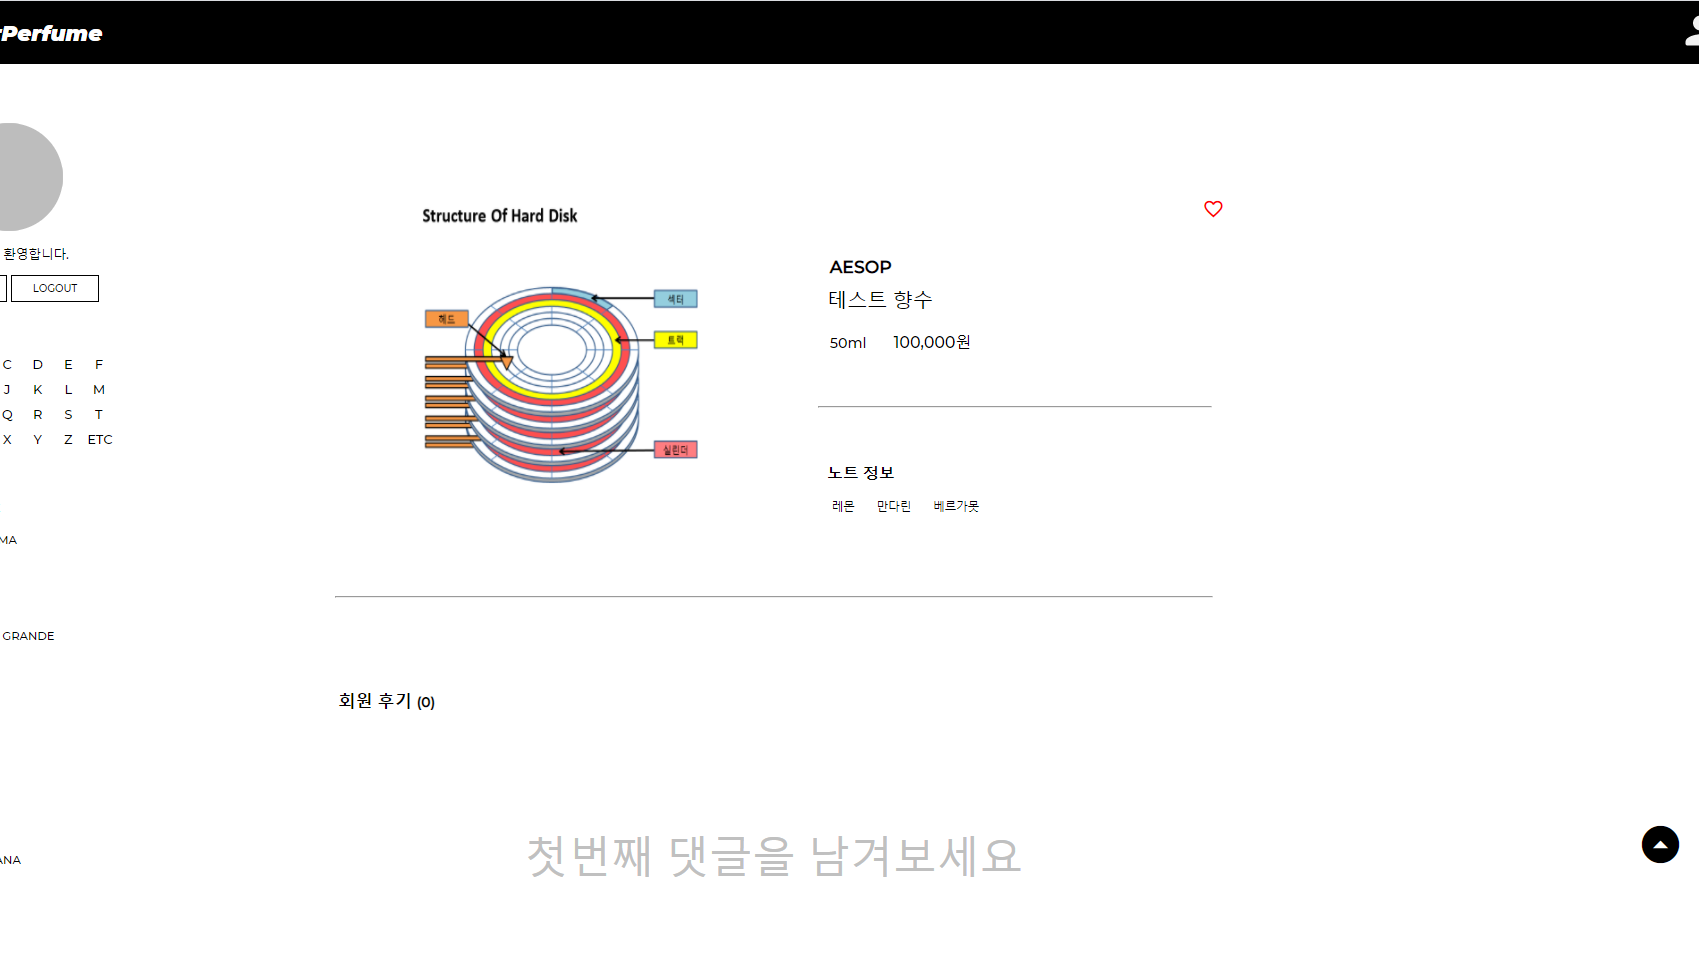 Perfume
환영합니다.
LOGOUT
C D E F
J K L M
Q R S T
X Y Z ETC
MA
GRANDE
ANA
Structure Of Hard Disk
섹터
헤드
트랙
실린더
AESOP
테스트 향수
50ml 100,000원
노트 정보
레몬 만다린 베르가못
회원 후기 (0)
첫번째 댓글을 남겨보세요